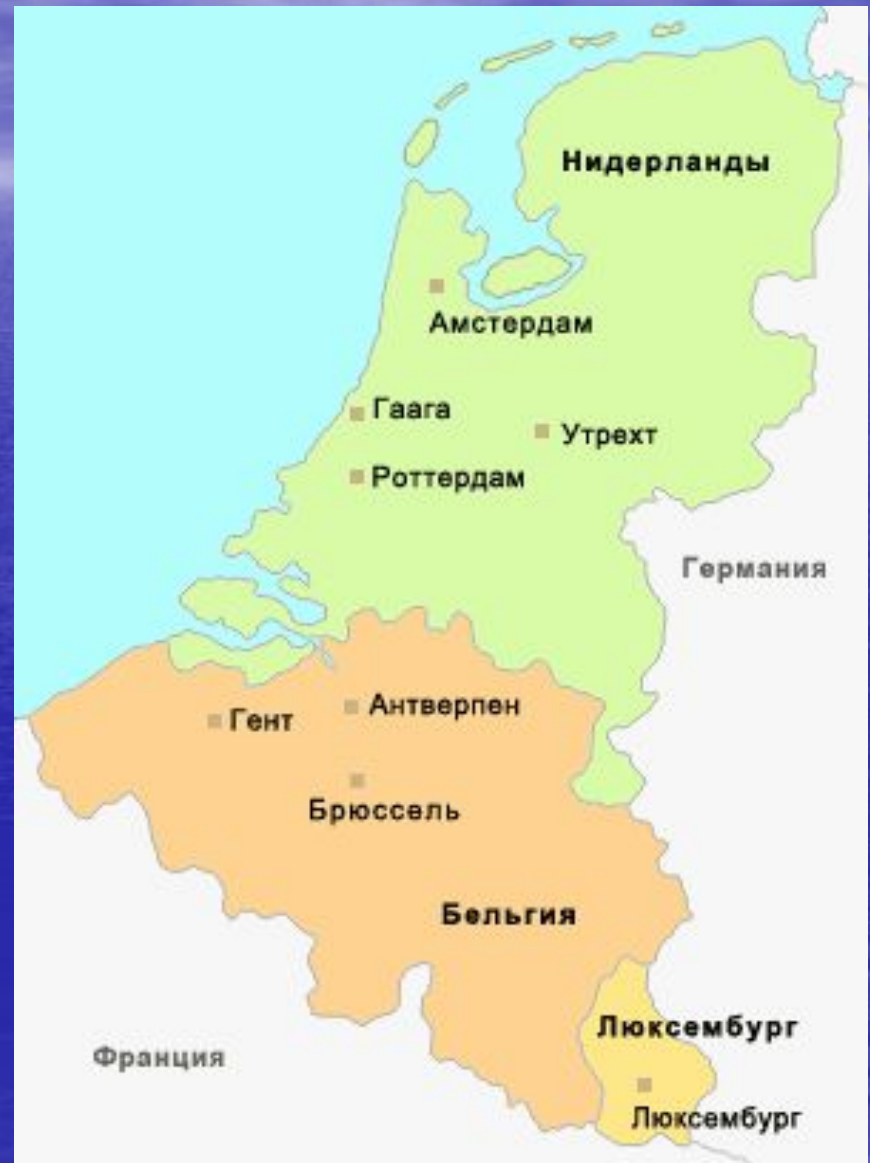 Нидерланды
Амстердам
Гаага
Утрехт
Роттердам
Германия
Антверпен
Гент
Брюссель
Бельгия
Люксембург
Франция
Люксембург